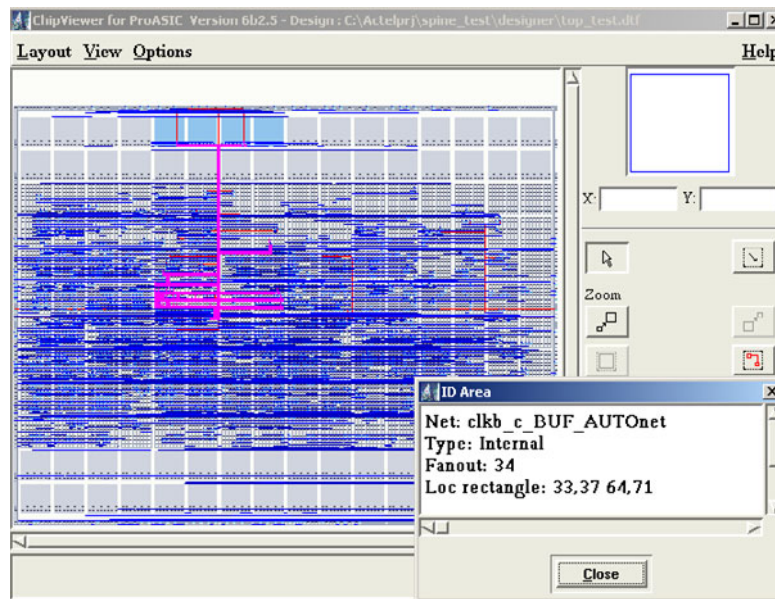 ChipViewer for ProASIC Version 6b2.5 - Design : C:\Actelprj\spine_test\designer\top_test.dtf
Layout View Options Help
X: Y:
Zoom
ID Area
Net: clkb_c_BUF_AUTOnet
Type: Internal
Fanout: 34
Loc rectangle: 33,37 64,71
Close